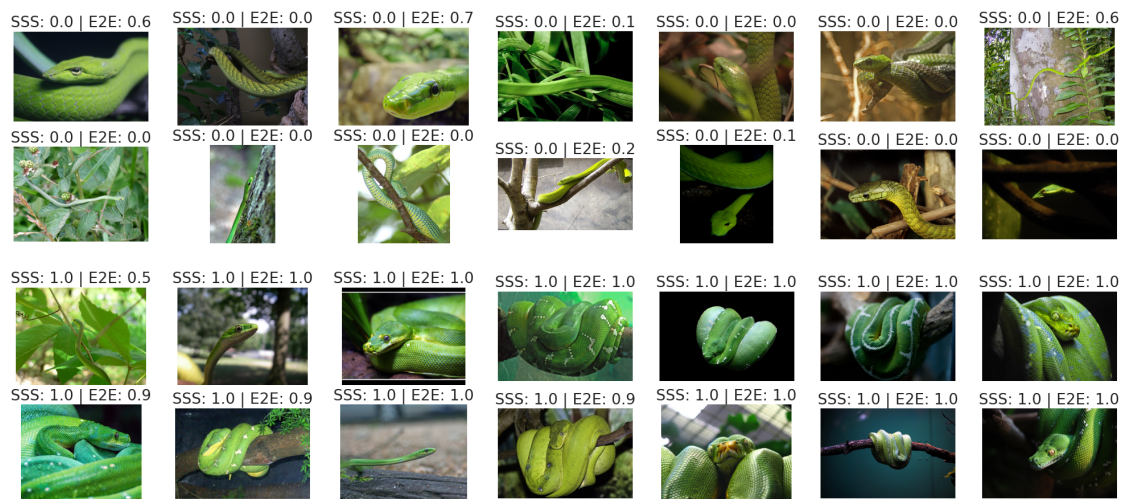 SSS: 0.0 | E2E: 0.6
SSS: 0.0 | E2E: 0.0
SSS: 0.0 | E2E: 0.7
SSS: 0.0 | E2E: 0.1
SSS: 0.0 | E2E: 0.0
SSS: 0.0 | E2E: 0.0
SSS: 0.0 | E2E: 0.6
SSS: 0.0 | E2E: 0.0
SSS: 0.0 | E2E: 0.0
SSS: 0.0 | E2E: 0.0
SSS: 0.0 | E2E: 0.2
SSS: 0.0 | E2E: 0.1
SSS: 0.0 | E2E: 0.0
SSS: 0.0 | E2E: 0.0
SSS: 1.0 | E2E: 0.5
SSS: 1.0 | E2E: 1.0
SSS: 1.0 | E2E: 1.0
SSS: 1.0 | E2E: 1.0
SSS: 1.0 | E2E: 1.0
SSS: 1.0 | E2E: 1.0
SSS: 1.0 | E2E: 1.0
SSS: 1.0 | E2E: 0.9
SSS: 1.0 | E2E: 0.9
SSS: 1.0 | E2E: 1.0
SSS: 1.0 | E2E: 0.9
SSS: 1.0 | E2E: 1.0
SSS: 1.0 | E2E: 1.0
SSS: 1.0 | E2E: 1.0